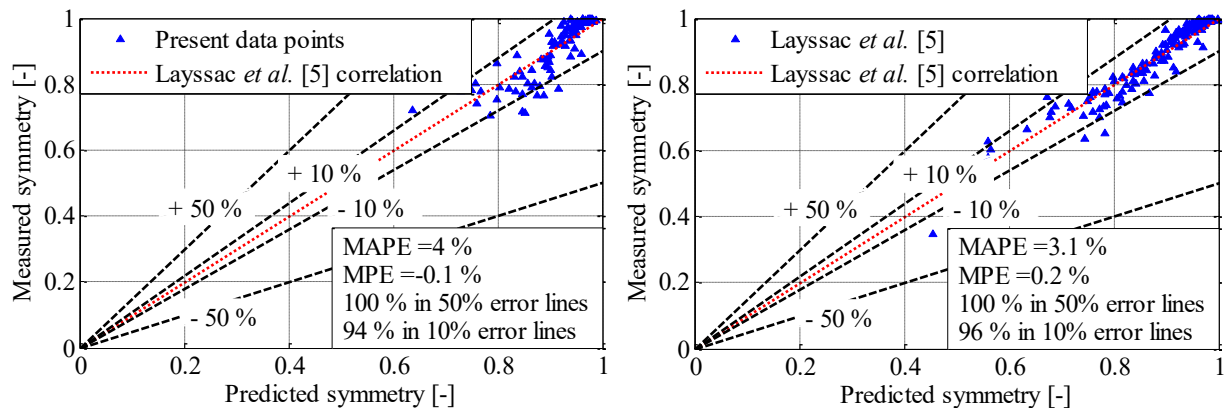 1
0.8
0.6
0.4
0.2
0
0
0.2
0.4
0.6
0.8
1
Measured symmetry [-]
Predicted symmetry [-]
Present data points
Layssac et al. [5] correlation
+ 50 %
+ 10 %
- 10 %
- 50 %
MAPE =4 %
MPE =-0.1 %
100 % in 50% error lines
94 % in 10% error lines
1
0.8
0.6
0.4
0.2
0
0
0.2
0.4
0.6
0.8
1
Measured symmetry [-]
Predicted symmetry [-]
Layssac et al. [5]
Layssac et al. [5] correlation
+ 50 %
+ 10 %
- 10 %
- 50 %
MAPE =3.1 %
MPE =0.2 %
100 % in 50% error lines
96 % in 10% error lines